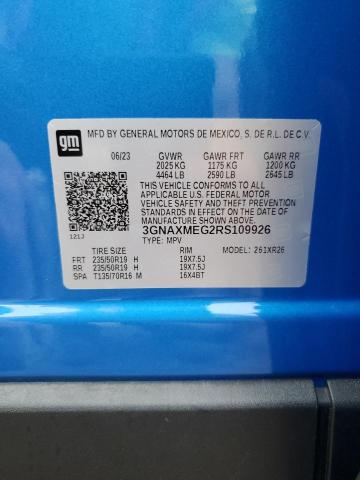 gm
MFD BY GENERAL MOTORS DE MEXICO, S. DE R.L. DE C.V.
06/23 GVWR GAWR FRT GAWR RR
2025 KG 1175 KG 1200 KG
4464 LB 2590 LB 2645 LB
THIS VEHICLE CONFORMS TO ALL APPLICABLE U.S. FEDERAL MOTOR VEHICLE SAFETY AND THEFT PREVENTION STANDARDS IN EFFECT ON THE DATE OF MANUFACTURE SHOWN ABOVE.
3GNAXMEG2RS109926
121J TYPE: MPV
TIRE SIZE RIM MODEL: 261XR26
FRT 235/50R19 H 19X7.5J
RR 235/50R19 H 19X7.5J
SPA T135/70R16 M 16X4BT